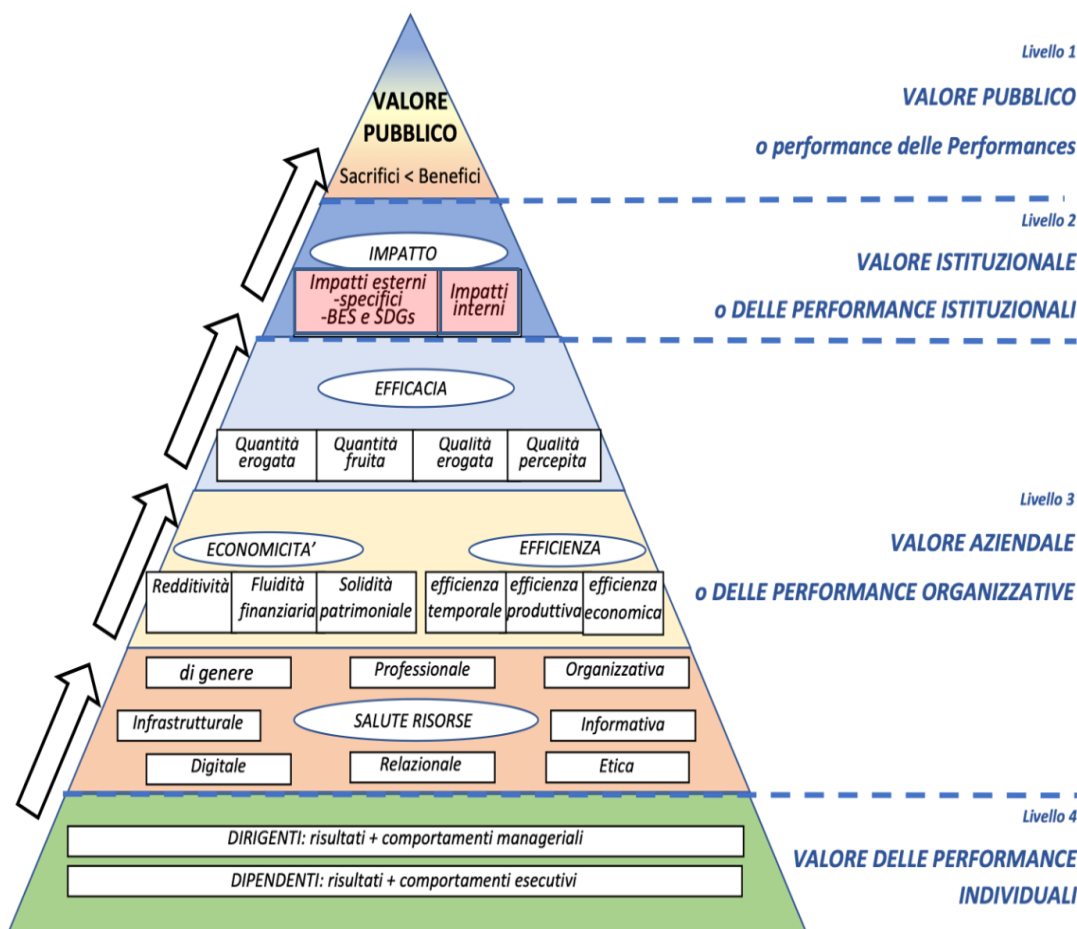 Livello 1
VALORE PUBBLICO
o performance delle Performances
VALORE
PUBBLICO
Sacrifici < Benefici
Livello 2
VALORE ISTITUZIONALE
o DELLE PERFORMANCE ISTITUZIONALI
IMPATTO
Impatti esterni
-specifici
-BES e SDGs
Impatti
interni
EFFICACIA
Quantità
erogata
Quantità
fruita
Qualità
erogata
Qualità
percepita
Livello 3
VALORE AZIENDALE
o DELLE PERFORMANCE ORGANIZZATIVE
ECONOMICITA’
EFFICIENZA
Redditività
Fluidità
finanziaria
Solidità
patrimoniale
efficienza
temporale
efficienza
produttiva
efficienza
economica
di genere
Professionale
Organizzativa
Infrastrutturale
SALUTE RISORSE
Informativa
Digitale
Relazionale
Etica
Livello 4
VALORE DELLE PERFORMANCE
INDIVIDUALI
DIRIGENTI: risultati + comportamenti manageriali
DIPENDENTI: risultati + comportamenti esecutivi